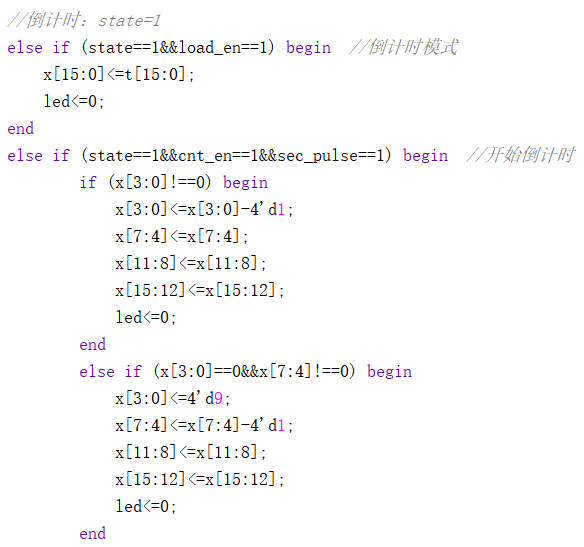 //倒计时：state=1
else if (state==1&&load_en==1) begin  //倒计时模式
    x[15:0]<=t[15:0];
    led<=0;
end
else if (state==1&&cnt_en==1&&sec_pulse==1) begin  //开始倒计时
        if (x[3:0]!==0) begin
            x[3:0]<=x[3:0]-4'd1;
            x[7:4]<=x[7:4];
            x[11:8]<=x[11:8];
            x[15:12]<=x[15:12];
            led<=0;
        end
        else if (x[3:0]==0&&x[7:4]!==0) begin
            x[3:0]<=4'd9;
            x[7:4]<=x[7:4]-4'd1;
            x[11:8]<=x[11:8];
            x[15:12]<=x[15:12];
            led<=0;
        end